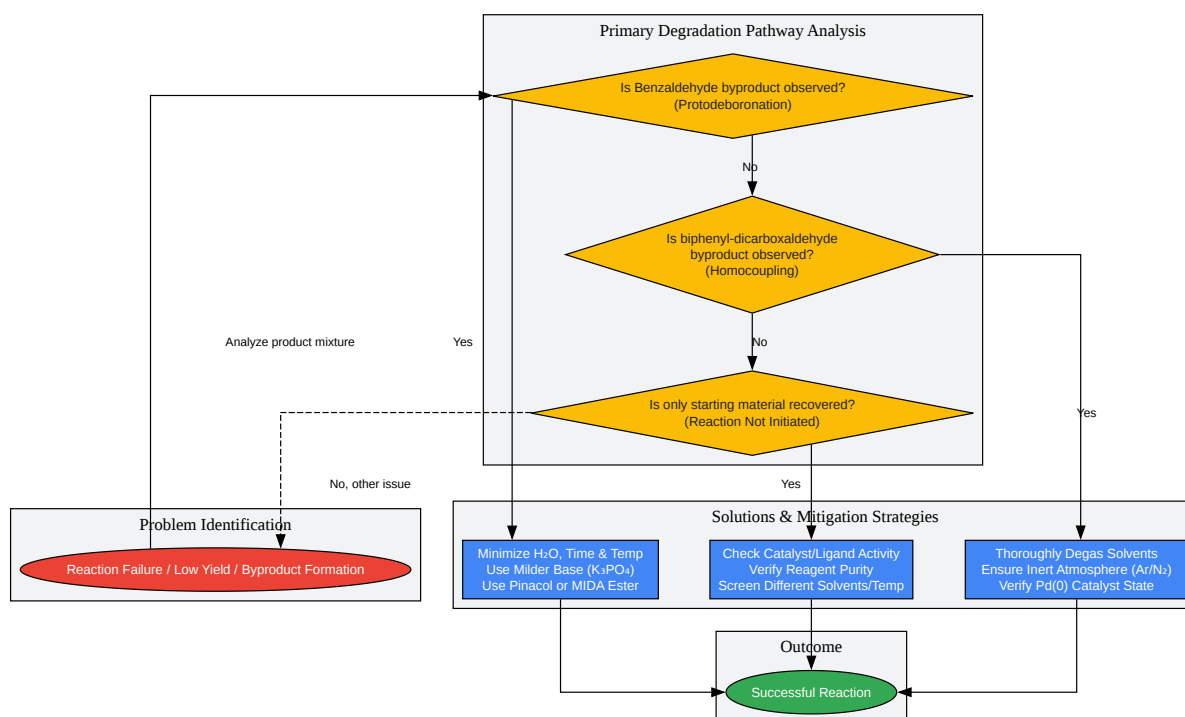 Primary Degradation Pathway Analysis
Is Benzaldehyde byproduct observed?
(Protodeboronation)
No
Is biphenyl-dicarboxaldehyde
byproduct observed?
(Homocoupling)
Analyze product mixture
Yes
No
Is only starting material recovered?
(Reaction Not Initiated)
Yes
No, other issue
Yes
Problem Identification
Reaction Failure / Low Yield / Byproduct Formation
Solutions & Mitigation Strategies
Minimize H₂O, Time & Temp
Use Milder Base (K₃PO₄)
Use Pinacol or MIDA Ester
Check Catalyst/Ligand Activity
Verify Reagent Purity
Screen Different Solvents/Temp
Thoroughly Degas Solvents
Ensure Inert Atmosphere (Ar/N₂)
Verify Pd(0) Catalyst State
Outcome
Successful Reaction